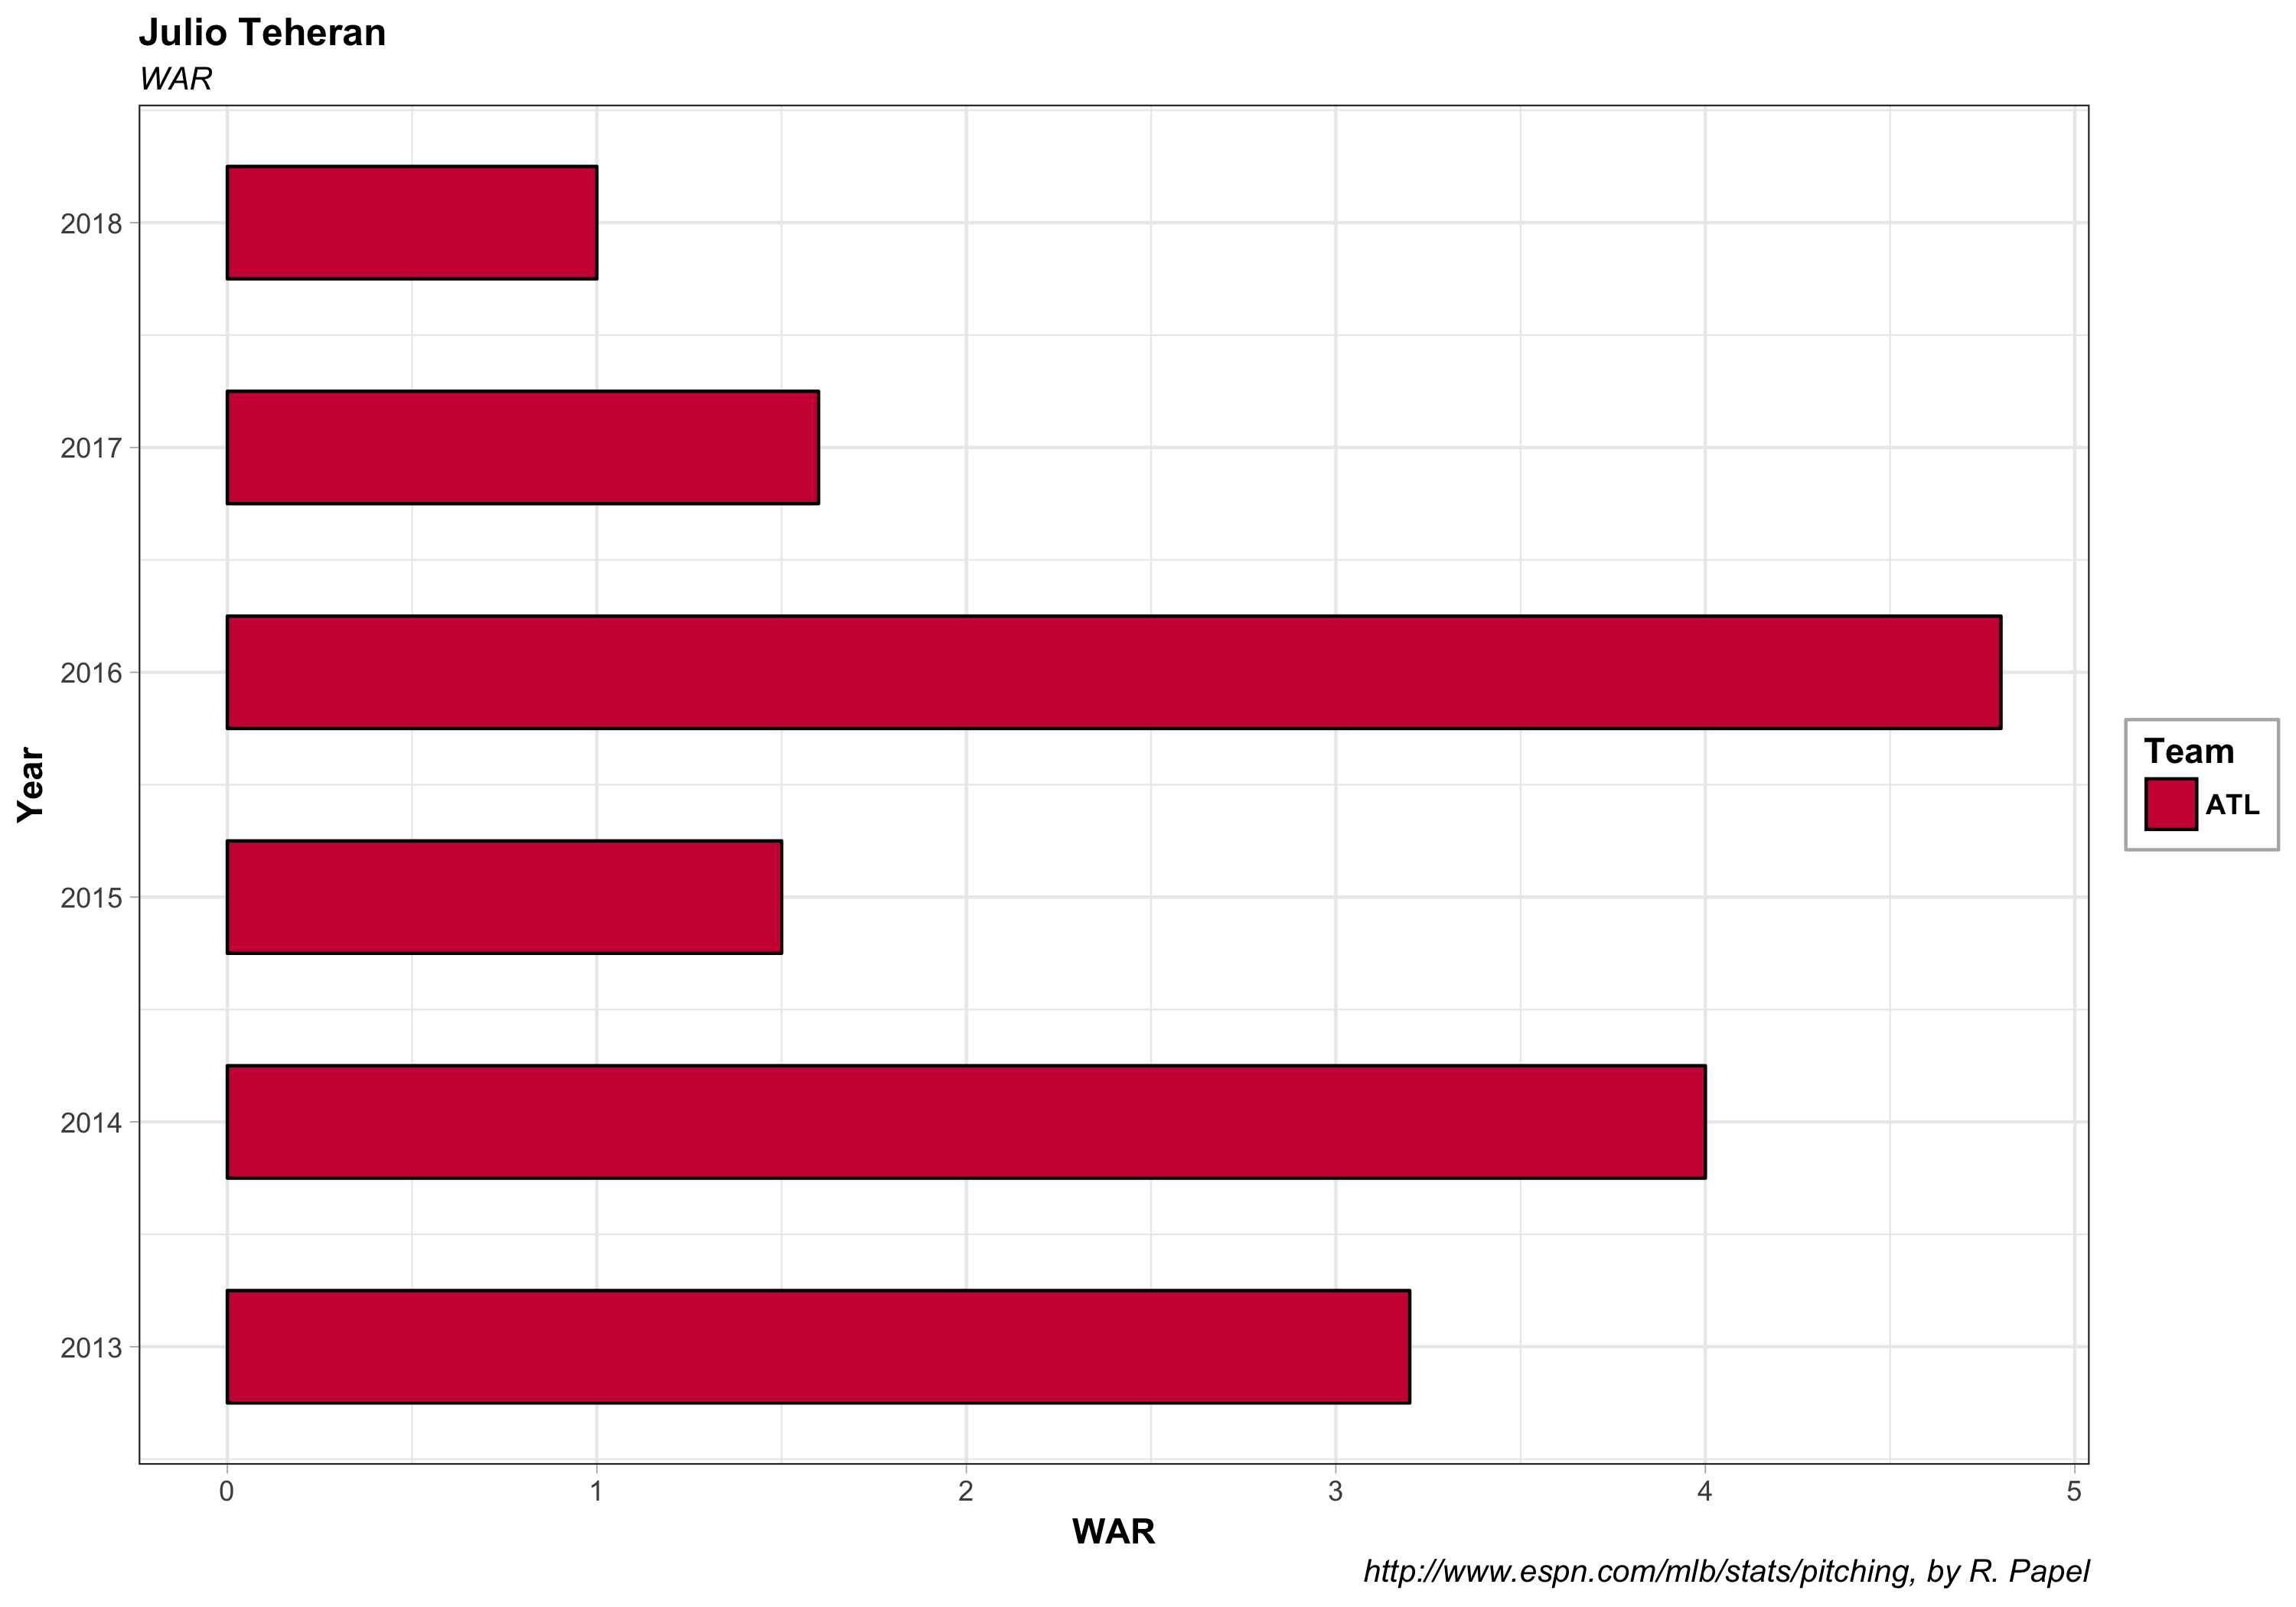 Julio Teheran
WAR
2018
2017
2016
2015
2014
2013
Year
0 1 2 3 4 5
WAR
Team
ATL
http://www.espn.com/mlb/stats/pitching, by R. Papel